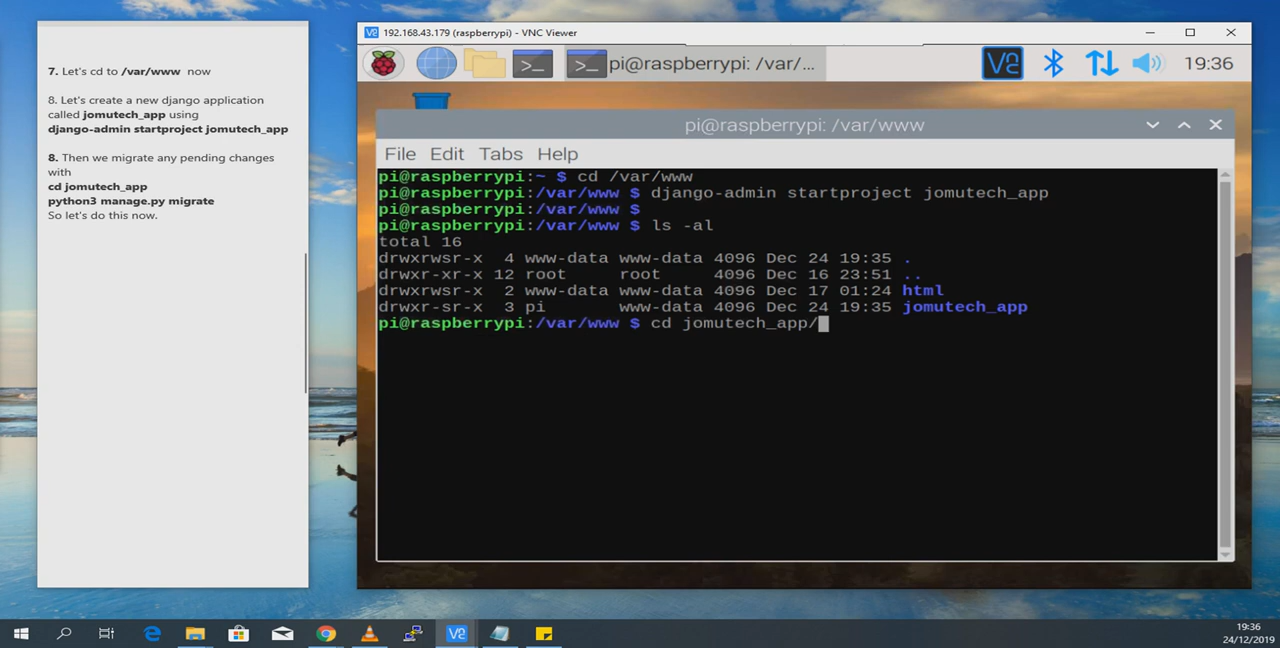 7. Let's cd to /var/www now
8. Let's create a new django application
called jomutech_app using
django-admin startproject jomutech_app
8. Then we migrate any pending changes
with
cd jomutech_app
python3 manage.py migrate
So let's do this now.
192.168.43.179 (raspberrypi) - VNC Viewer
pi@raspberrypi: /var/...
19:36
pi@raspberrypi: /var/www
File Edit Tabs Help
pi@raspberrypi:~ $ cd /var/www
pi@raspberrypi:/var/www $ django-admin startproject jomutech_app
pi@raspberrypi:/var/www $
pi@raspberrypi:/var/www $ ls -al
total 16
drwxrwsr-x 4 www-data www-data 4096 Dec 24 19:35 .
drwxr-xr-x 12 root root 4096 Dec 16 23:51 ..
drwxrwsr-x 2 www-data www-data 4096 Dec 17 01:24 html
drwxr-sr-x 3 pi www-data 4096 Dec 24 19:35 jomutech_app
pi@raspberrypi:/var/www $ cd jomutech_app/
19:36
24/12/2019